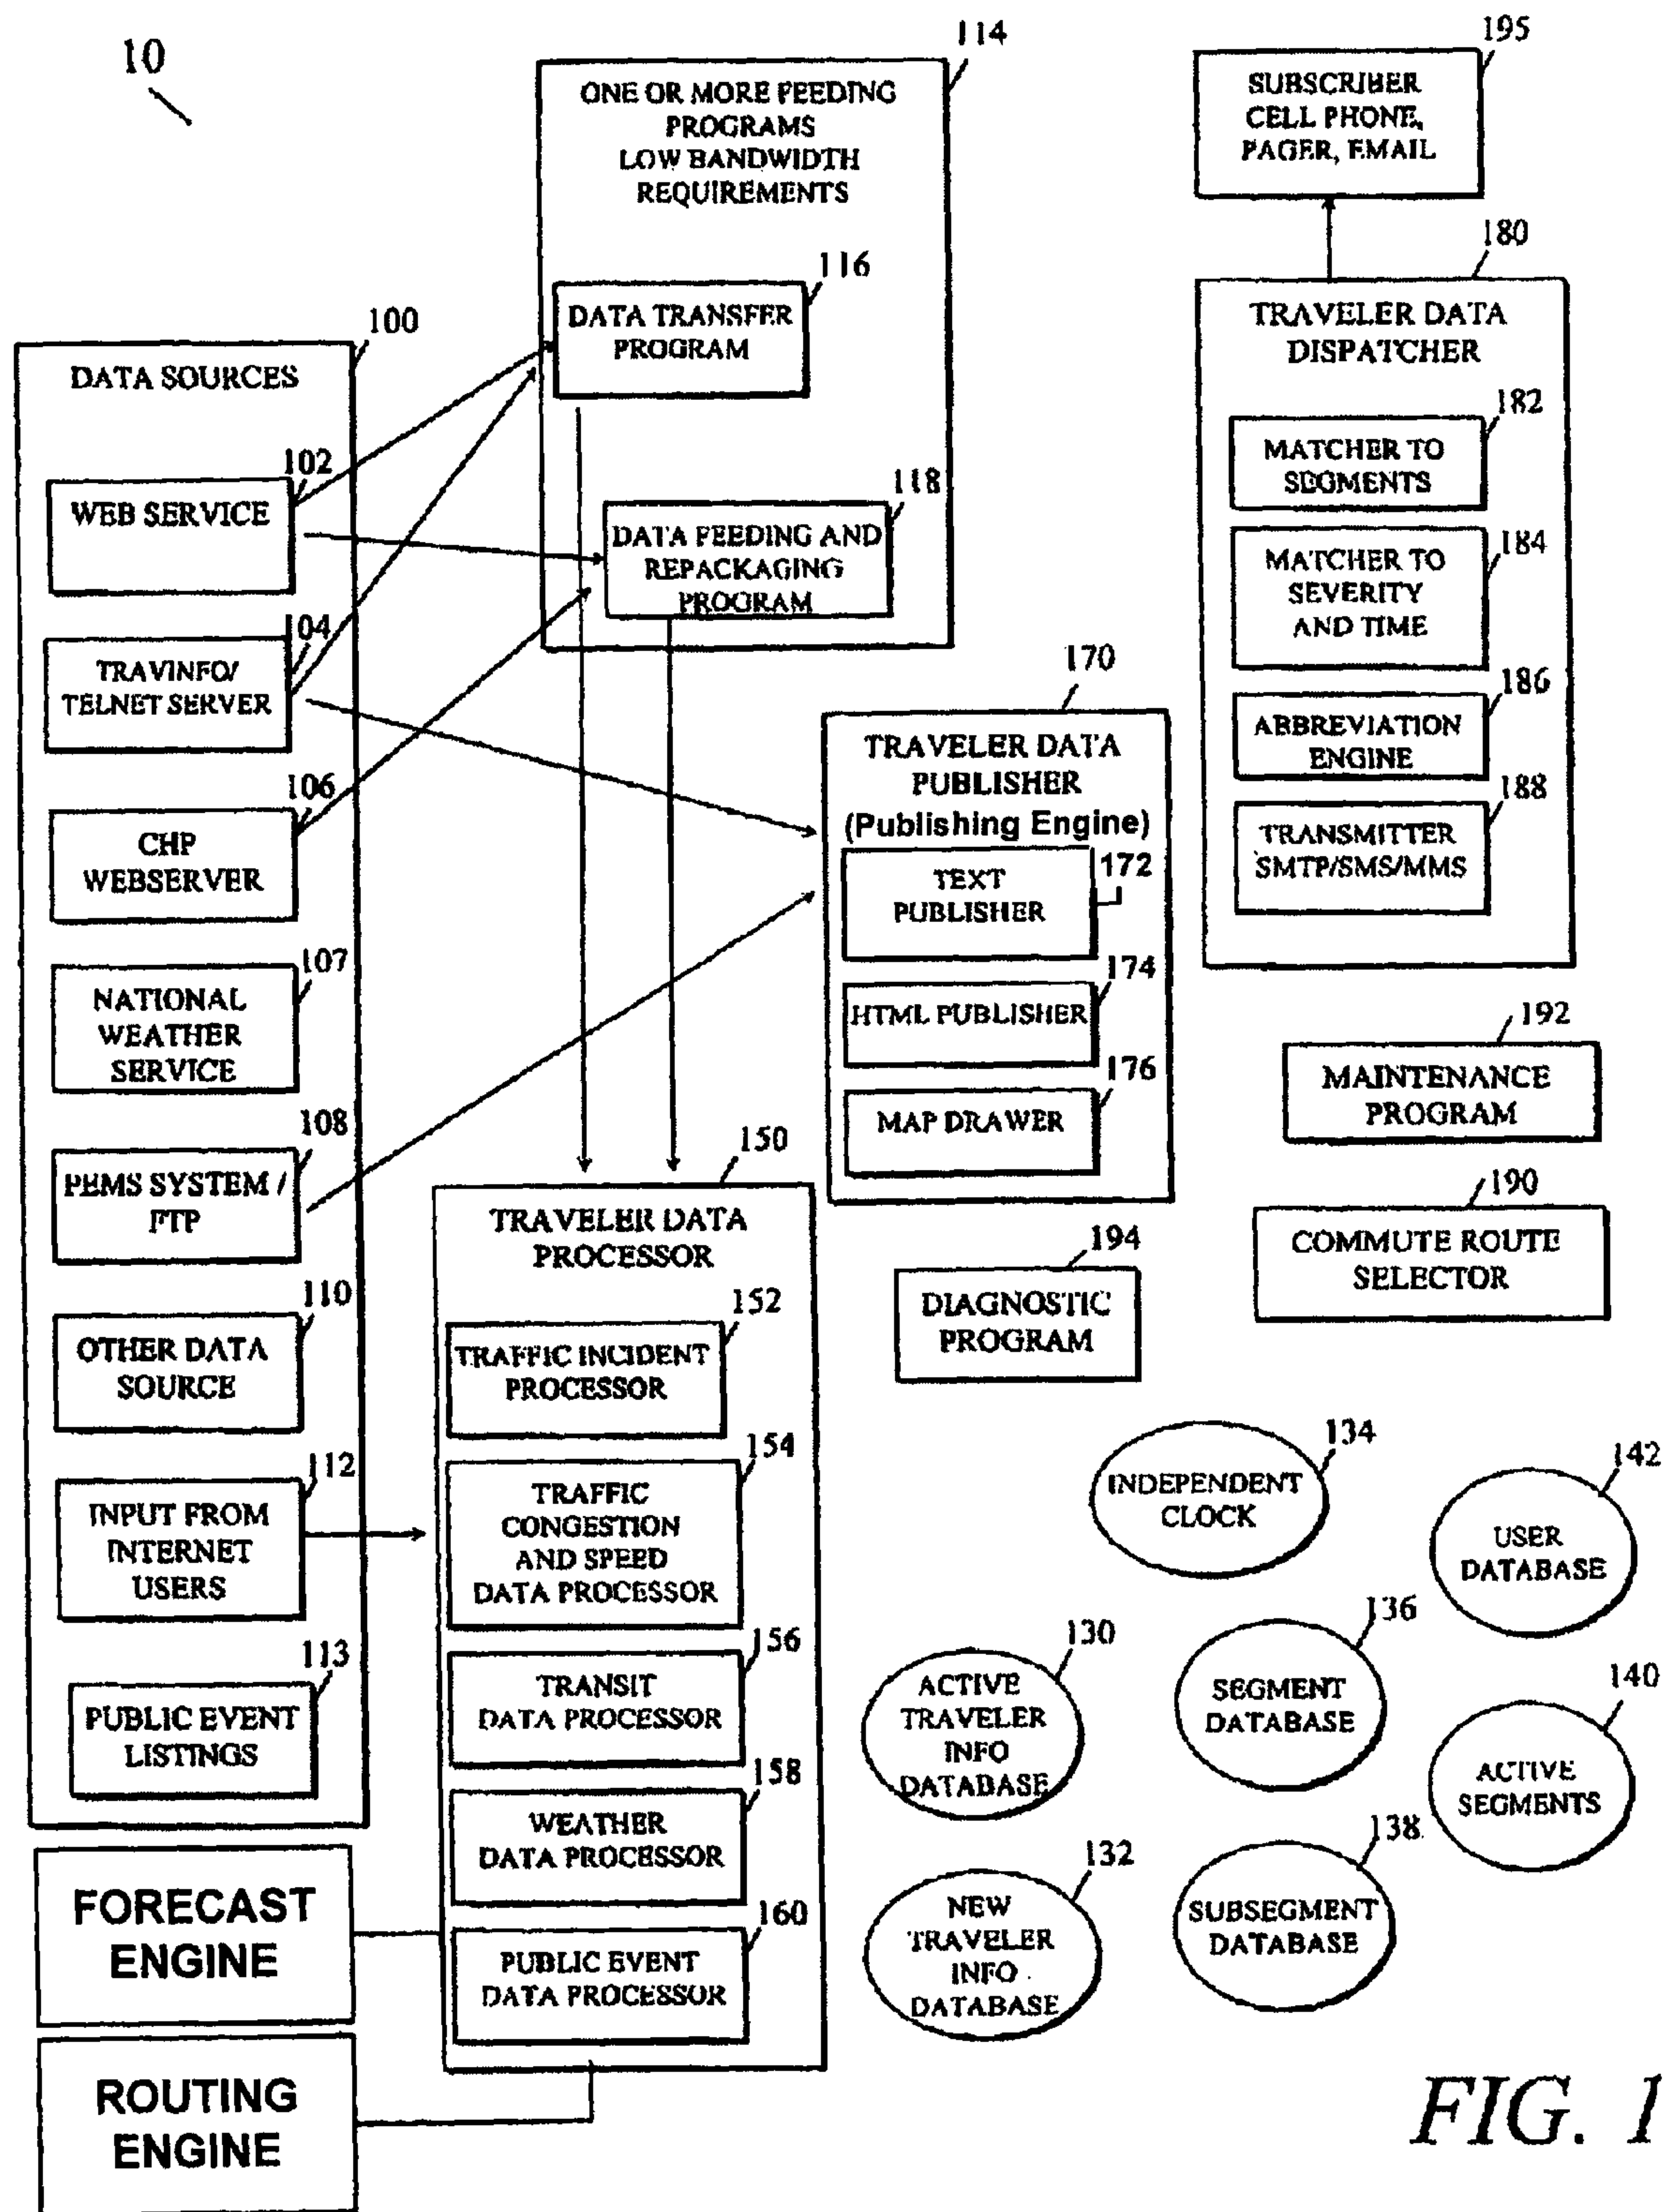 10
114
ONE OR MORE FEEDING
PROGRAMS
LOW BANDWIDTH
REQUIREMENTS
116
DATA TRANSFER
PROGRAM
118
DATA FEEDING AND
REPACKAGING
PROGRAM
195
SUBSCRIBER
CELL PHONE,
PAGER, EMAIL
180
TRAVELER DATA
DISPATCHER
182
MATCHER TO
SEGMENTS
184
MATCHER TO
SEVERITY
AND TIME
186
ABBREVIATION
ENGINE
188
TRANSMITTER
SMTP/SMS/MMS
100
DATA SOURCES
102
WEB SERVICE
104
TRAVINFO/
TELNET SERVER
106
CHP
WEBSERVER
107
NATIONAL
WEATHER
SERVICE
108
PEMS SYSTEM /
FTP
110
OTHER DATA
SOURCE
112
INPUT FROM
INTERNET
USERS
113
PUBLIC EVENT
LISTINGS
170
TRAVELER DATA
PUBLISHER
(Publishing Engine)
172
TEXT
PUBLISHER
174
HTML PUBLISHER
176
MAP DRAWER
192
MAINTENANCE
PROGRAM
190
COMMUTE ROUTE
SELECTOR
194
DIAGNOSTIC
PROGRAM
150
TRAVELER DATA
PROCESSOR
152
TRAFFIC INCIDENT
PROCESSOR
154
TRAFFIC
CONGESTION
AND SPEED
DATA PROCESSOR
156
TRANSIT
DATA PROCESSOR
158
WEATHER
DATA PROCESSOR
160
PUBLIC EVENT
DATA PROCESSOR
134
INDEPENDENT
CLOCK
142
USER
DATABASE
130
ACTIVE
TRAVELER
INFO
DATABASE
136
SEGMENT
DATABASE
140
ACTIVE
SEGMENTS
132
NEW
TRAVELER
INFO
DATABASE
138
SUBSEGMENT
DATABASE
FORECAST
ENGINE
ROUTING
ENGINE
FIG. 1